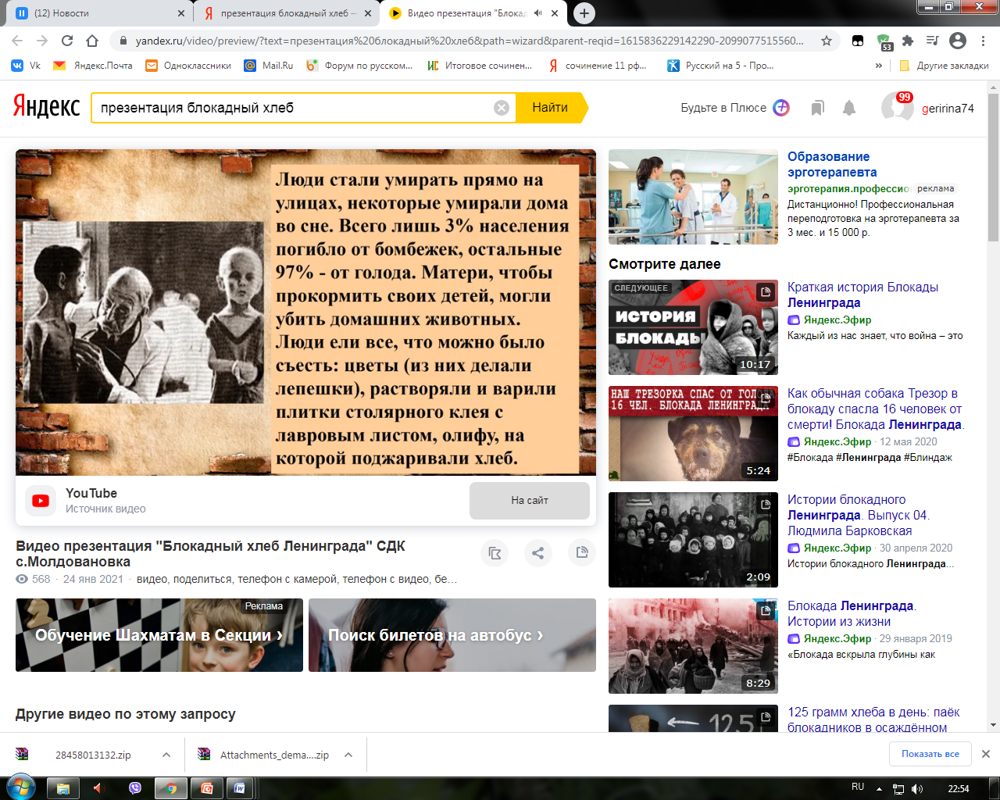 (12) Новости
презентация блокадный хлеб —
Видео презентация "Блокад
yandex.ru/video/preview/?text=презентация%20блокадный%20хлеб&path=wizard&parent-reqid=1615836229142290-2099077515560...
53
Vk
Яндекс.Почта
Одноклассники
Mail.Ru
Форум по русском...
Итоговое сочинен...
сочинение 11 рф...
Русский на 5 - Про...
»
Другие закладки
Яндекс
презентация блокадный хлеб
Найти
Будьте в Плюсе
99
geririna74
Люди стали умирать прямо на
улицах, некоторые умирали дома
во сне. Всего лишь 3% населения
погибло от бомбежек, остальные
97% - от голода. Матери, чтобы
прокормить своих детей, могли
убить домашних животных.
Люди ели все, что можно было
съесть: цветы (из них делали
лепешки), растворяли и варили
плитки столярного клея с
лавровым листом, олифу, на
которой поджаривали хлеб.
YouTube
Источник видео
На сайт
Видео презентация "Блокадный хлеб Ленинграда" СДК
с.Молдовановка
568 · 24 янв 2021 · видео, поделиться, телефон с камерой, телефон с видео, бе...
Реклама
Обучение Шахматам в Секции ›
Поиск билетов на автобус ›
Другие видео по этому запросу
Образование
эрготерапевта
эрготерапия.профессио
реклама
Дистанционно! Профессиональная
переподготовка на эрготерапевта за
3 мес. и 15 000 р.
Смотрите далее
СЛЕДУЮЩЕЕ
ИСТОРИЯ
БЛОКАДЫ
10:17
Краткая история Блокады
Ленинграда
Яндекс.Эфир
Каждый из нас знает, что война – это
НАШ ТРЕЗОРКА СПАС ОТ ГОЛО
16 ЧЕЛ. БЛОКАДА ЛЕНИНГРАДА
5:24
Как обычная собака Трезор в
блокаду спасла 16 человек от
смерти! Блокада Ленинграда.
Яндекс.Эфир · 12 мая 2020
#Блокада #Ленинграда #Блиндаж
2:09
Истории блокадного
Ленинграда. Выпуск 04.
Людмила Барковская
Яндекс.Эфир · 30 апреля 2020
Истории блокадного Ленинграда...
8:29
Блокада Ленинграда.
Истории из жизни
Яндекс.Эфир · 29 января 2019
«Блокада вскрыла глубины как
12.5
125 грамм хлеба в день: паёк
блокадников в осаждённом
28458013132.zip
Attachments_dema....zip
Показать все
RU
22:54